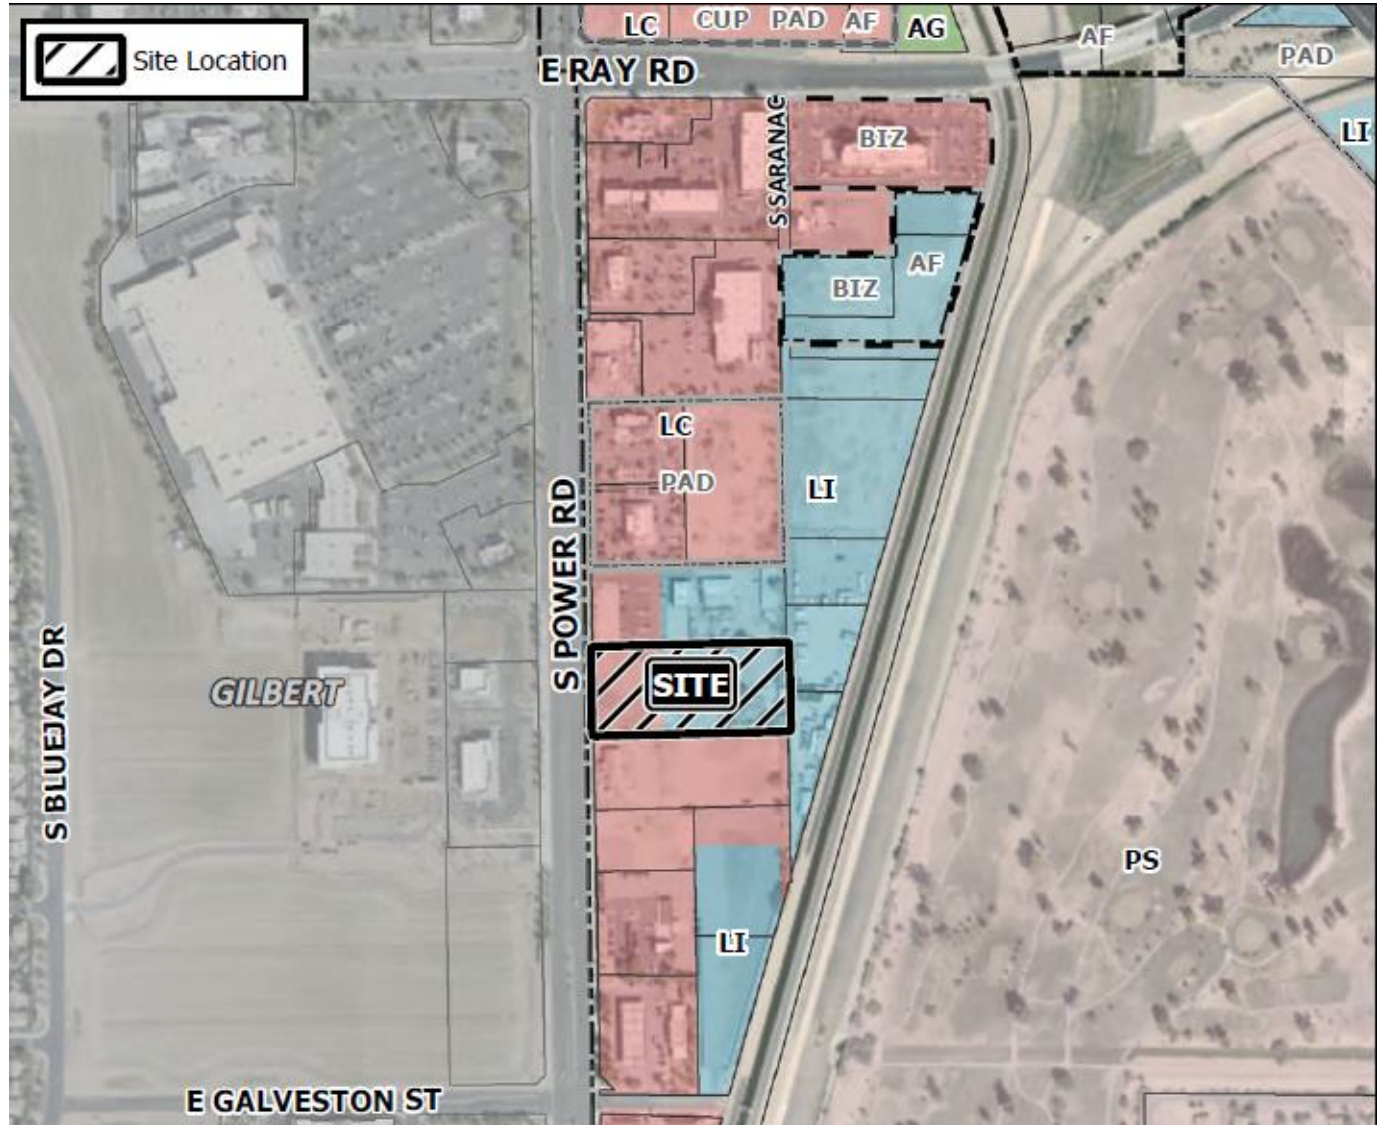 Site Location
LC
CUP PAD AF
AG
AF
PAD
E RAY RD
LI
S SARANAC
BIZ
AF
BIZ
LC
PAD
LI
S POWER RD
SITE
GILBERT
S BLUEJAY DR
PS
LI
E GALVESTON ST